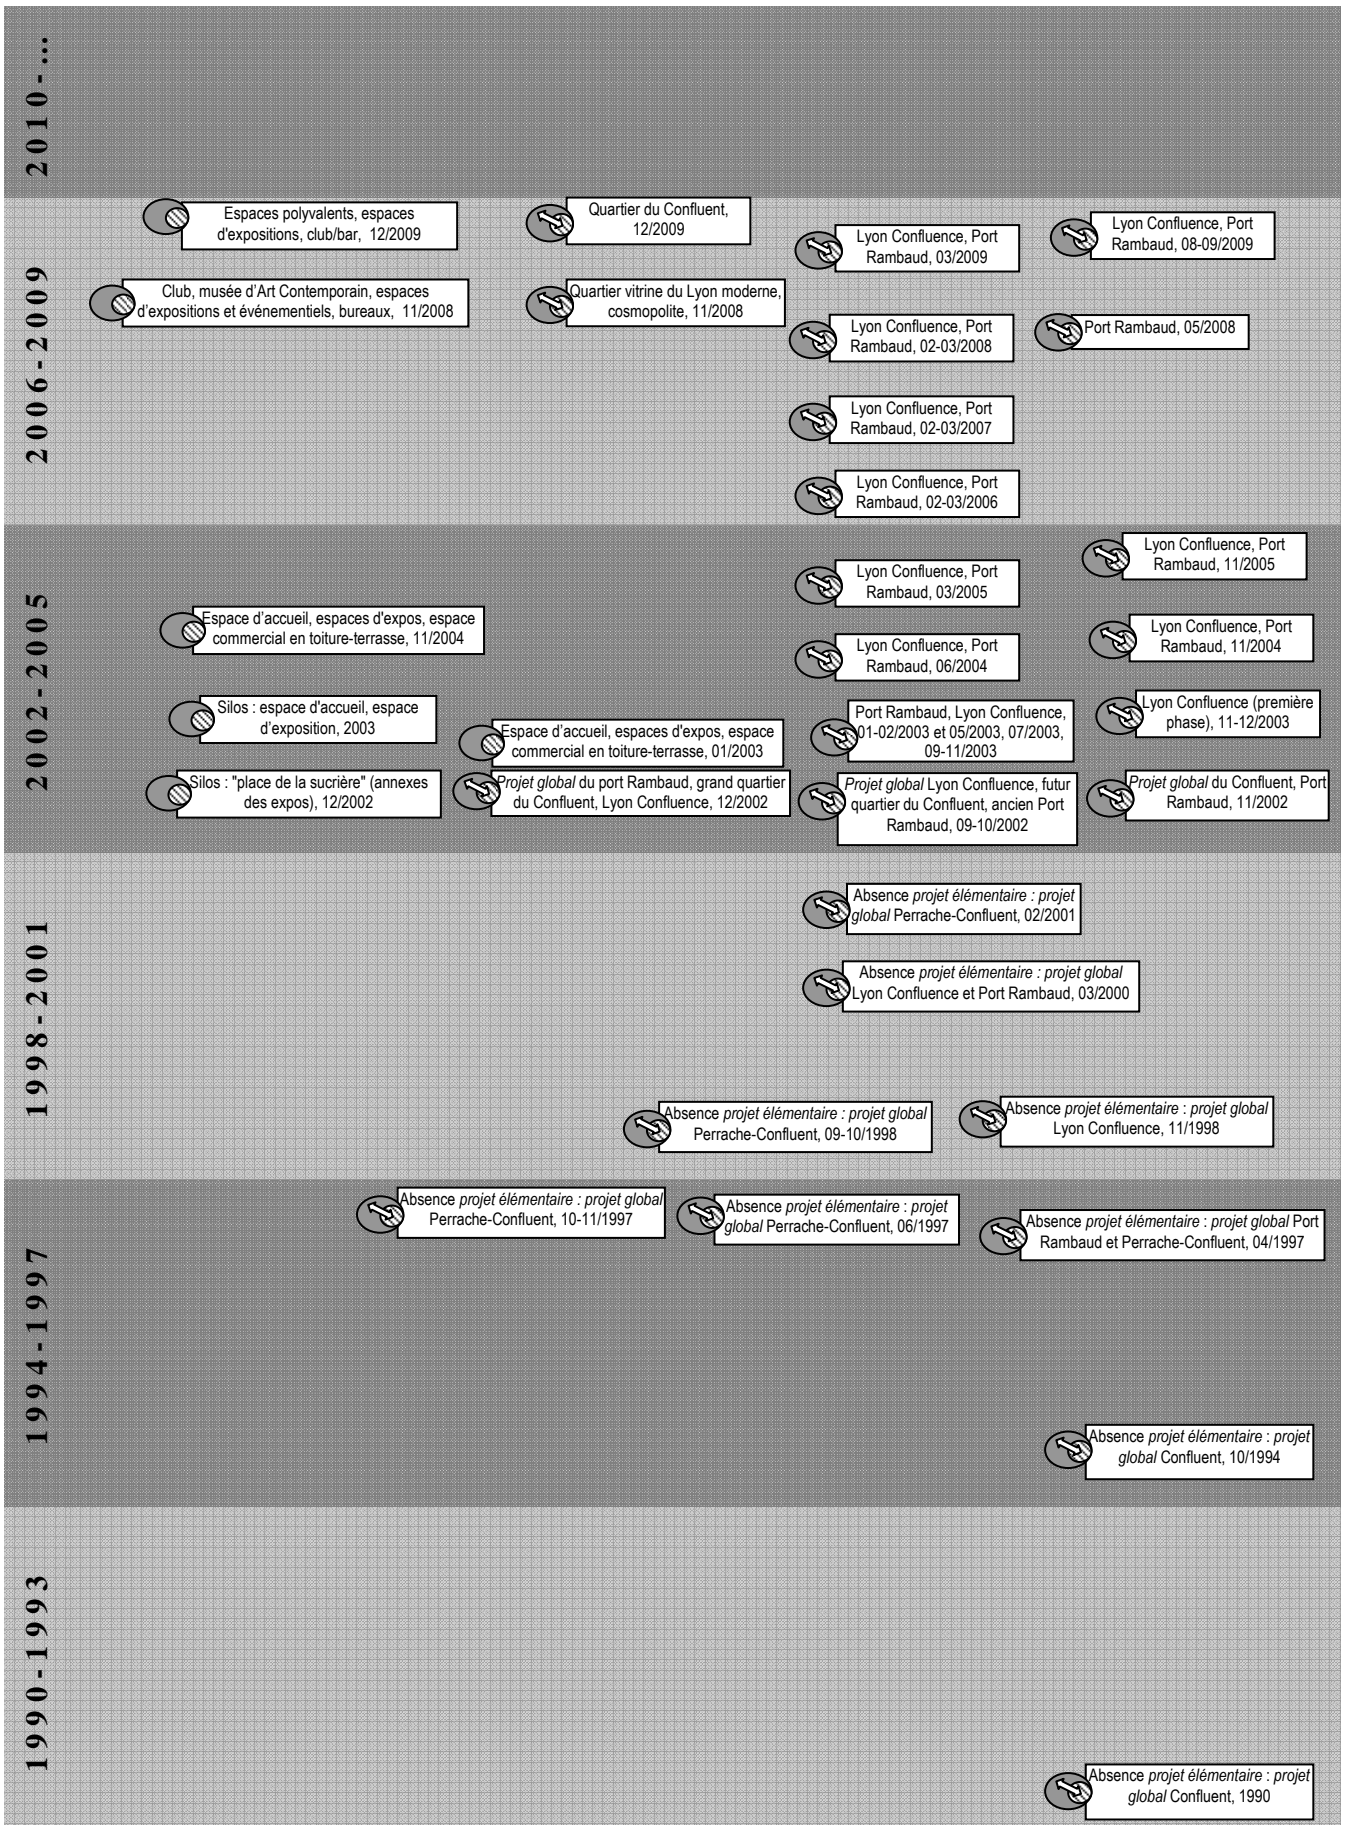 2010-...
Espaces polyvalents, espaces
d'expositions, club/bar, 12/2009
Quartier du Confluent,
12/2009
Lyon Confluence, Port
Rambaud, 03/2009
Lyon Confluence, Port
Rambaud, 08-09/2009
2006-2009
Club, musée d'Art Contemporain, espaces
d'expositions et événementiels, bureaux, 11/2008
Quartier vitrine du Lyon moderne,
cosmopolite, 11/2008
Lyon Confluence, Port
Rambaud, 02-03/2008
Port Rambaud, 05/2008
Lyon Confluence, Port
Rambaud, 02-03/2007
Lyon Confluence, Port
Rambaud, 02-03/2006
2002-2005
Lyon Confluence, Port
Rambaud, 11/2005
Lyon Confluence, Port
Rambaud, 03/2005
Espace d'accueil, espaces d'expos, espace
commercial en toiture-terrasse, 11/2004
Lyon Confluence, Port
Rambaud, 06/2004
Lyon Confluence, Port
Rambaud, 11/2004
Silos : espace d'accueil, espace
d'exposition, 2003
Espace d'accueil, espaces d'expos, espace
commercial en toiture-terrasse, 01/2003
Port Rambaud, Lyon Confluence,
01-02/2003 et 05/2003, 07/2003,
09-11/2003
Lyon Confluence (première
phase), 11-12/2003
Silos : "place de la sucrière" (annexes
des expos), 12/2002
Projet global du port Rambaud, grand quartier
du Confluent, Lyon Confluence, 12/2002
Projet global Lyon Confluence, futur
quartier du Confluent, ancien Port
Rambaud, 09-10/2002
Projet global du Confluent, Port
Rambaud, 11/2002
1998-2001
Absence projet élémentaire : projet
global Perrache-Confluent, 02/2001
Absence projet élémentaire : projet global
Lyon Confluence et Port Rambaud, 03/2000
Absence projet élémentaire : projet global
Perrache-Confluent, 09-10/1998
Absence projet élémentaire : projet global
Lyon Confluence, 11/1998
1994-1997
Absence projet élémentaire : projet global
Perrache-Confluent, 10-11/1997
Absence projet élémentaire : projet
global Perrache-Confluent, 06/1997
Absence projet élémentaire : projet global Port
Rambaud et Perrache-Confluent, 04/1997
Absence projet élémentaire : projet
global Confluent, 10/1994
1990-1993
Absence projet élémentaire : projet
global Confluent, 1990